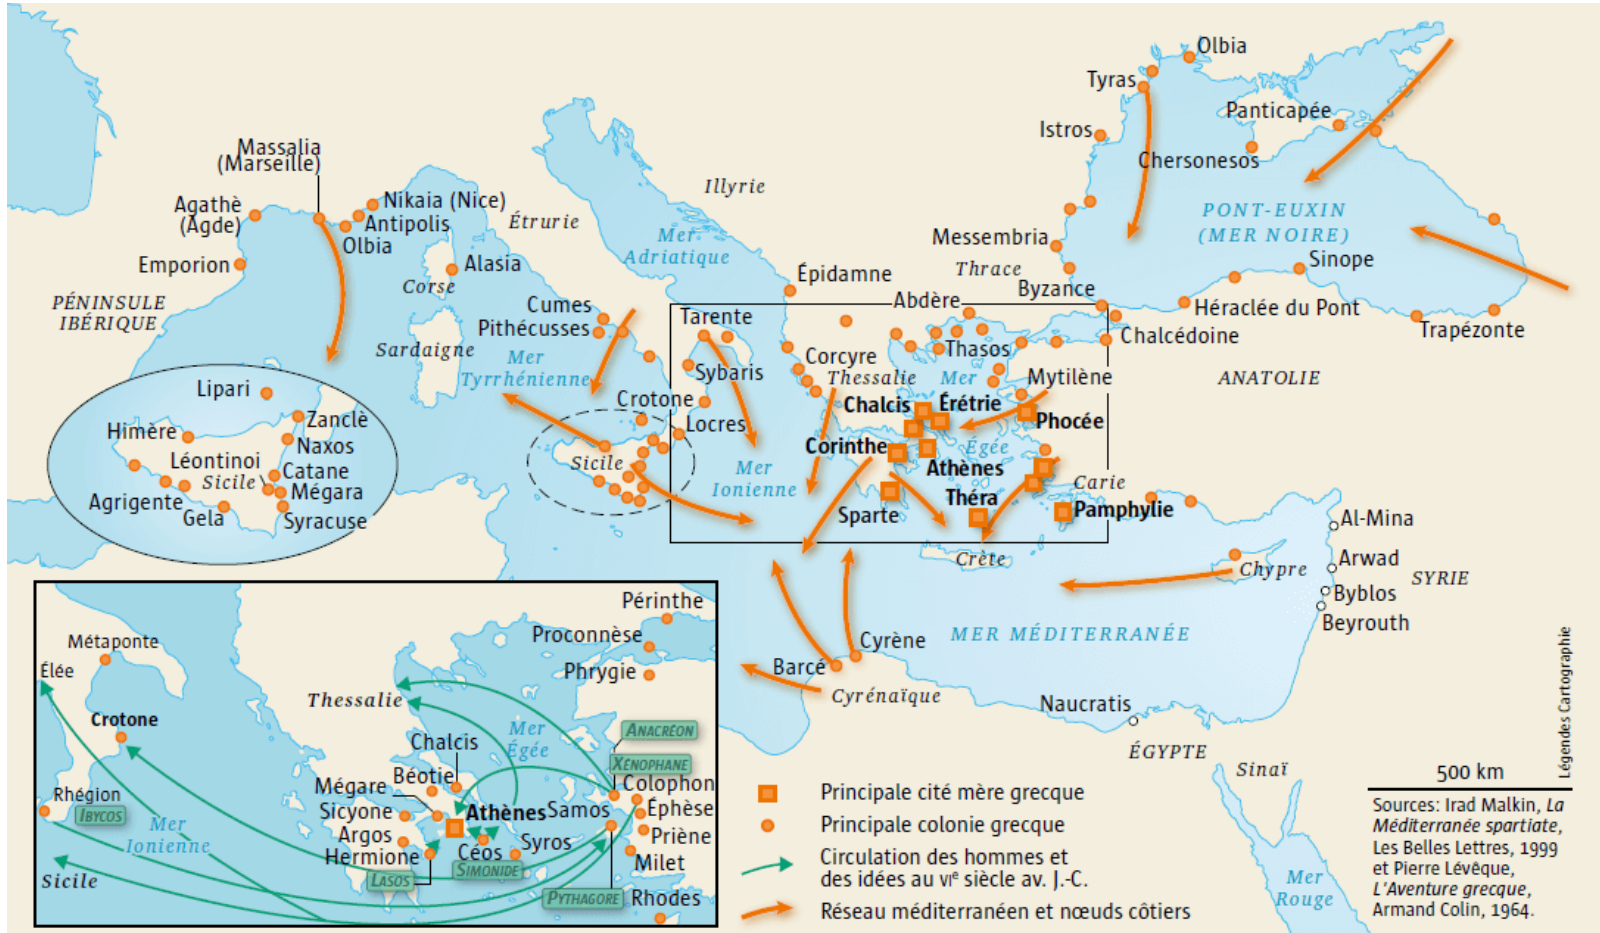 Olbia
Tyras
Panticapée
Istros
Chersonesos
Massalia
(Marseille)
Illyrie
Nikaia (Nice)
Agathè
(Agde)
Antipolis
Étrurie
Olbia
PONT-EUXIN
(MER NOIRE)
Mer
Adriatique
Messembria
Emporion
Alasia
Épidamne
Thrace
Sinope
Corse
PÉNINSULE
IBÉRIQUE
Cumes
Pithécusses
Abdère
Byzance
Héraclée du Pont
Tarente
Trapézonte
Chalcédoine
Sardaigne
Mer
Tyrrhénienne
Corcyre
Thasos
Sybaris
Thessalie
Mer
Égée
Mytilène
ANATOLIE
Lipari
Crotone
Chalcis
Érétrie
Zanclè
Locres
Phocée
Himère
Naxos
Corinthe
Léontinoi
Sicile
Catane
Sicile
Mer
Ionienne
Athènes
Mégara
Carie
Agrigente
Théra
Gela
Syracuse
Sparte
Pamphylie
Al-Mina
Crète
Arwad
Chypre
SYRIE
Byblos
Beyrouth
MER MÉDITERRANÉE
Cyrène
Barcé
Cyrénaïque
Naucratis
ÉGYPTE
Sinaï
Mer
Rouge
Périnthe
Proconnèse
Métaponte
Élée
Phrygie
Thessalie
Crotone
ANACRÉON
Mer
Égée
Chalcis
XÉNOPHANE
Béotie
Colophon
Mégare
Rhégion
IBYCOS
Sicyone
Athènes
Samos
Éphèse
Mer
Ionienne
Argos
Priène
Hermione
Céos
Syros
Milet
SIMONIDE
Sicile
LASOS
PYTHAGORE
Rhodes
Principale cité mère grecque
Principale colonie grecque
Circulation des hommes et
des idées au VIe siècle av. J.-C.
Réseau méditerranéen et nœuds côtiers
500 km
Sources: Irad Malkin, La
Méditerranée spartiate,
Les Belles Lettres, 1999
et Pierre Lévêque,
L'Aventure grecque,
Armand Colin, 1964.
Légendes Cartographie